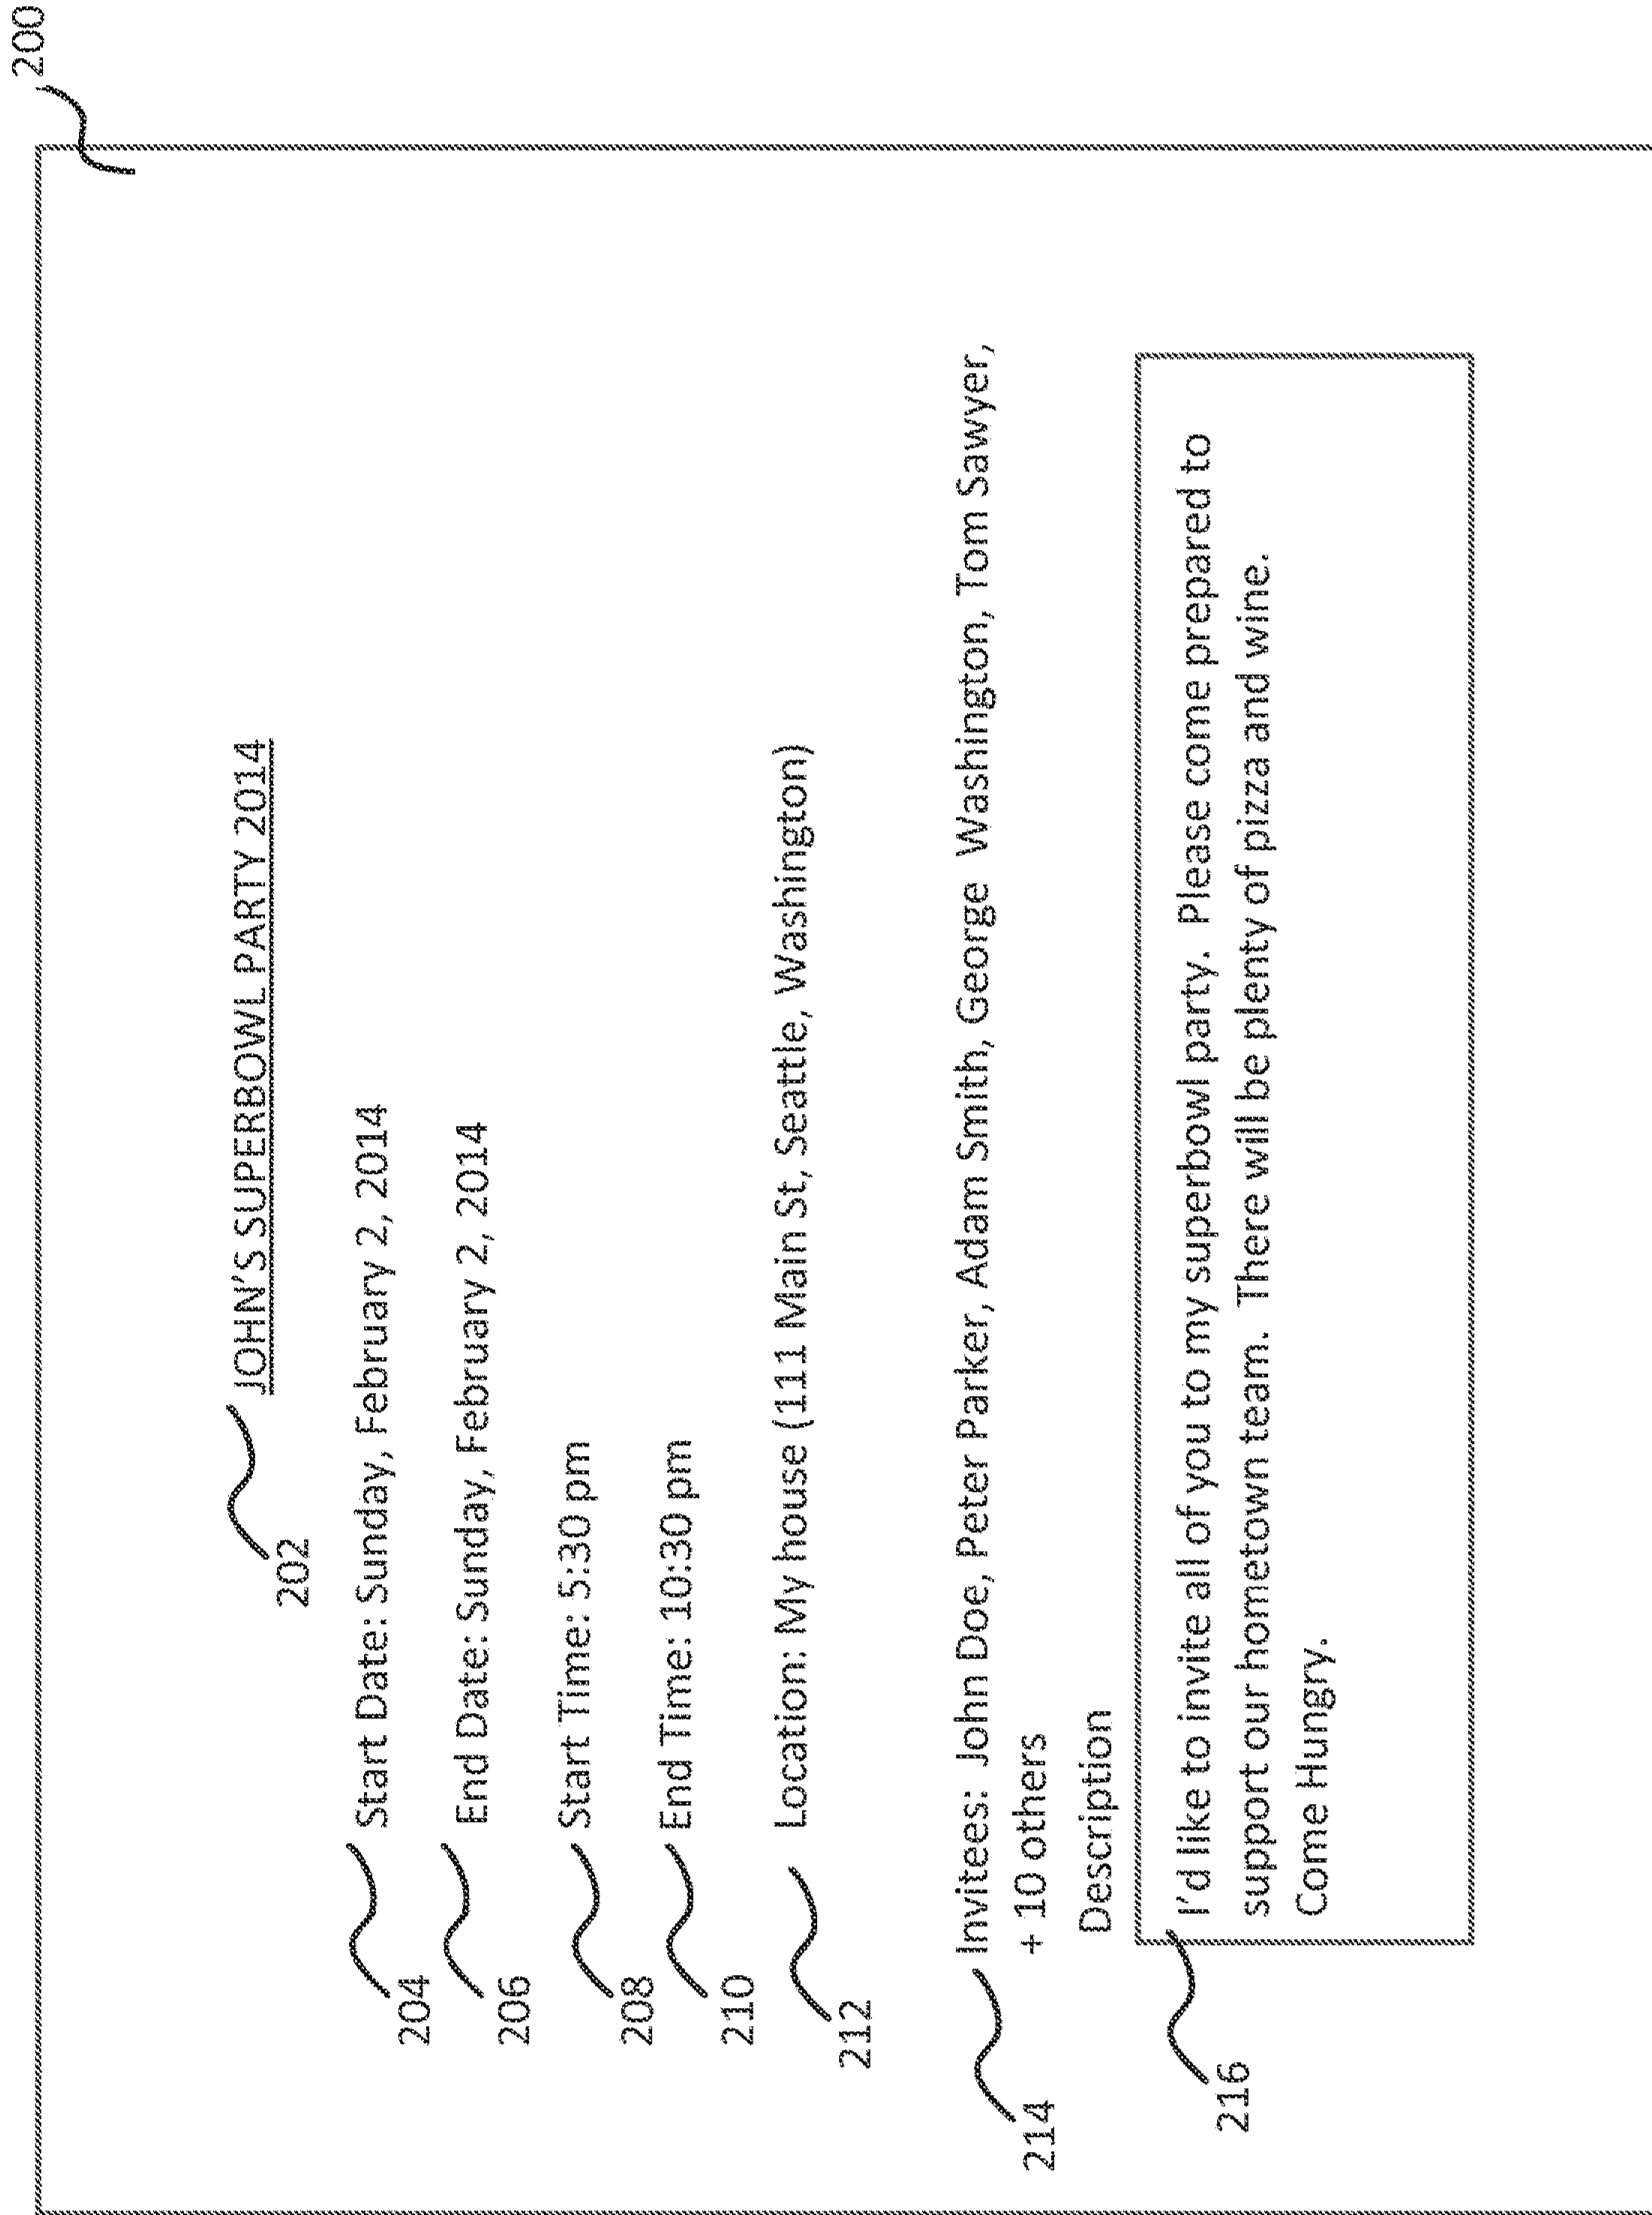 200
202 JOHN'S SUPERBOWL PARTY 2014
204 Start Date: Sunday, February 2, 2014
206 End Date: Sunday, February 2, 2014
208 Start Time: 5:30 pm
210 End Time: 10:30 pm
212 Location: My house (111 Main St, Seattle, Washington)
214 Invitees: John Doe, Peter Parker, Adam Smith, George Washington, Tom Sawyer,
+ 10 others
Description
216 I'd like to invite all of you to my superbowl party. Please come prepared to
support our hometown team. There will be plenty of pizza and wine.
Come Hungry.